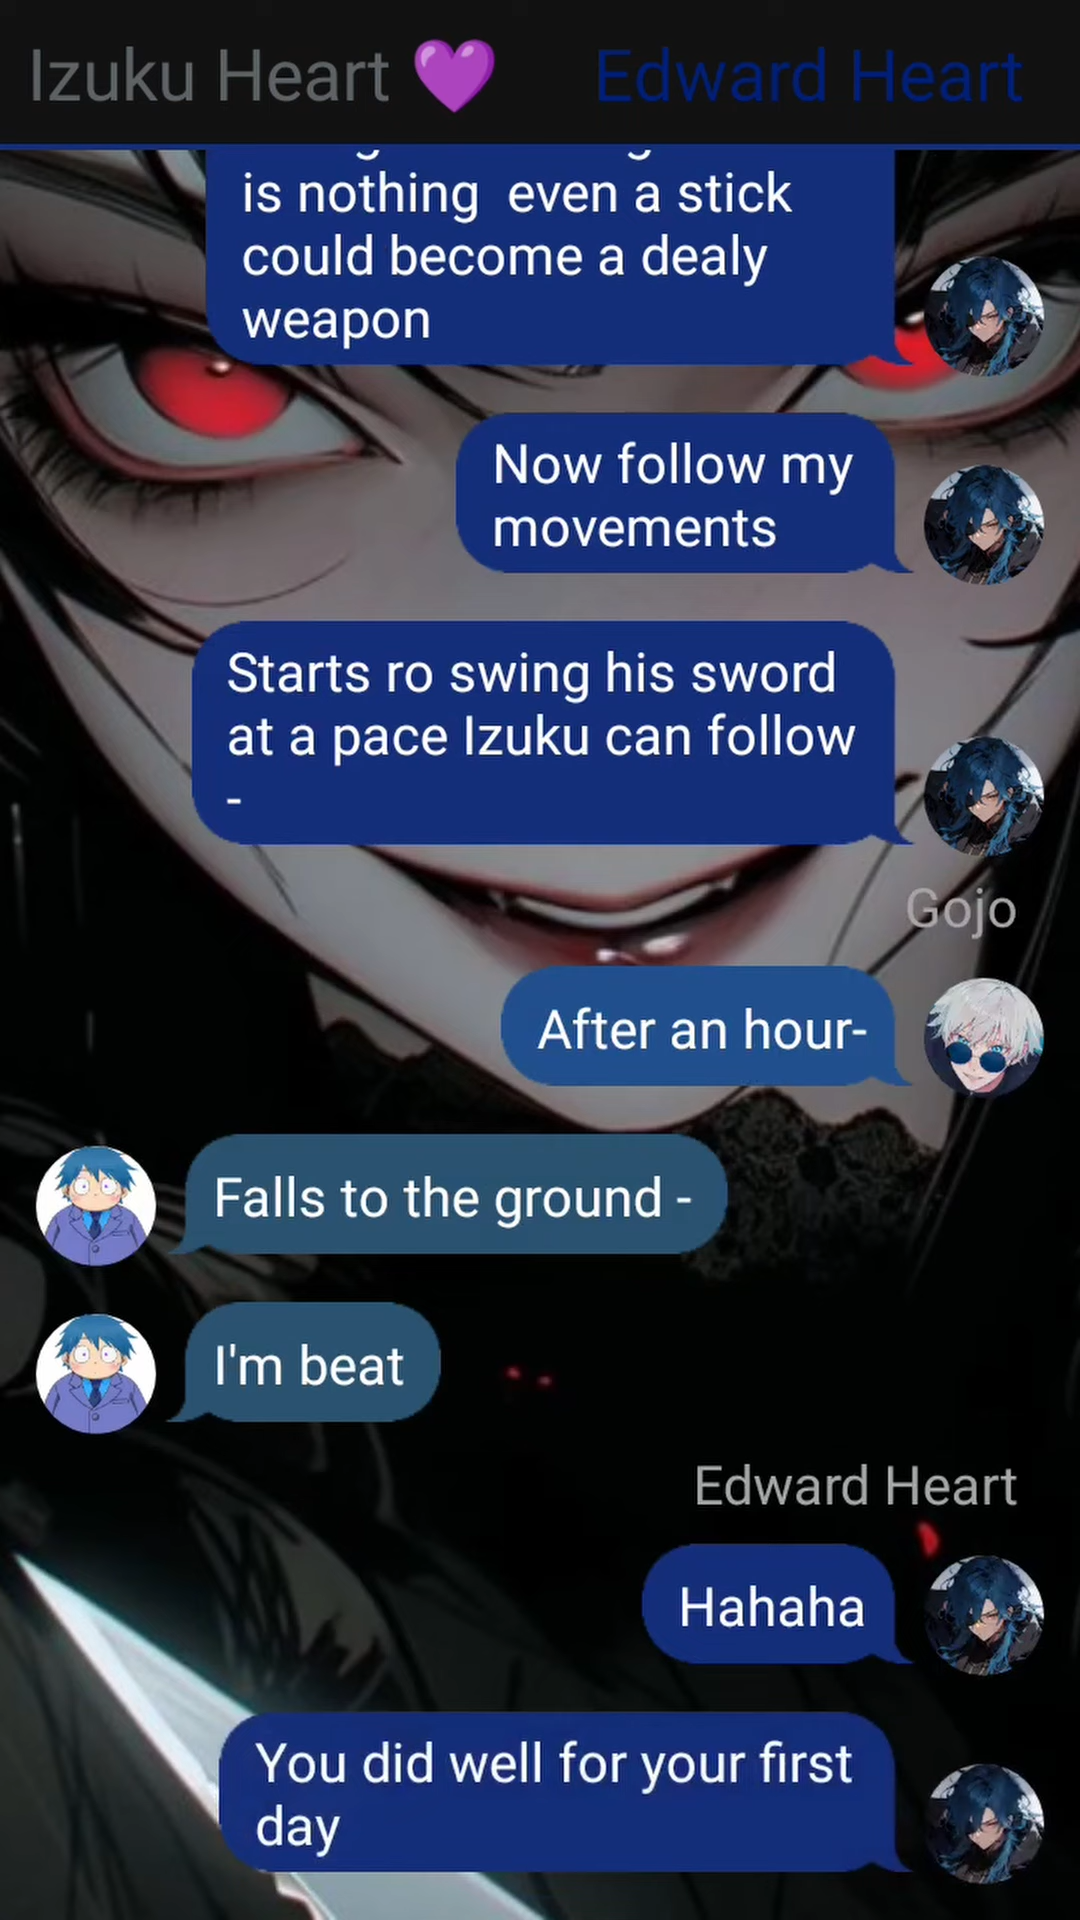 Izuku Heart 💜 Edward Heart
is nothing  even a stick
could become a dealy
weapon
Now follow my
movements
Starts ro swing his sword
at a pace Izuku can follow
-
Gojo
After an hour-
Falls to the ground -
I'm beat
Edward Heart
Hahaha
You did well for your first
day